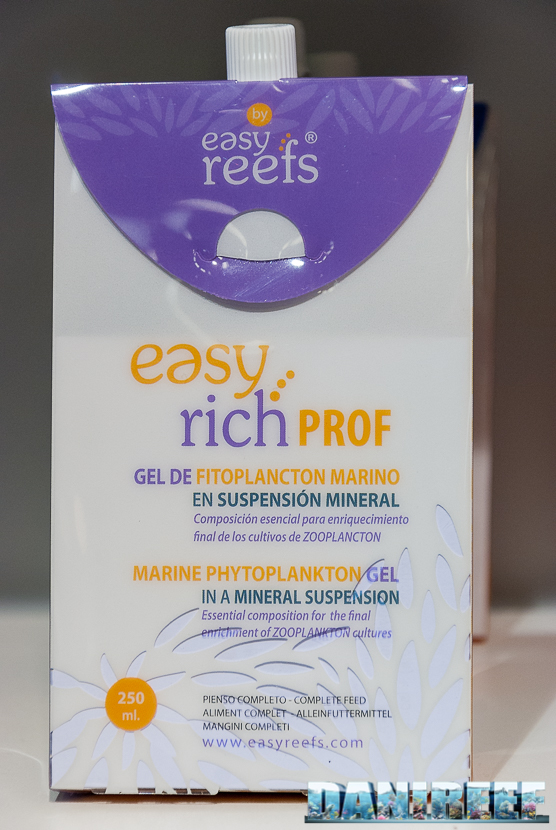 by
easy
reefs®
easy
rich PROF
GEL DE FITOPLANCTON MARINO
EN SUSPENSIÓN MINERAL
Composición esencial para enriquecimiento
final de los cultivos de ZOOPLANCTON
MARINE PHYTOPLANKTON GEL
IN A MINERAL SUSPENSION
Essential composition for the final
enrichment of ZOOPLANKTON cultures
250
ml.
PIENSO COMPLETO - COMPLETE FEED
ALIMENT COMPLET - ALLEINFUTTERMITTEL
MANGINI COMPLETI
www.easyreefs.com
DANIREEF